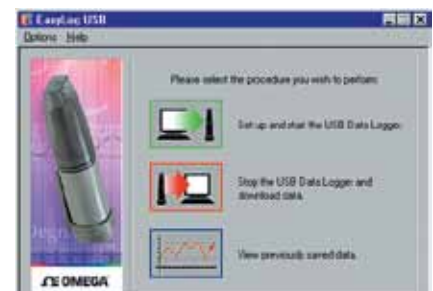 EasyLog USB
Options Help
Please select the procedure you wish to perform:
Set up and start the USB Data Logger.
Stop the USB Data Logger and
download data.
View previously saved data.
OMEGA